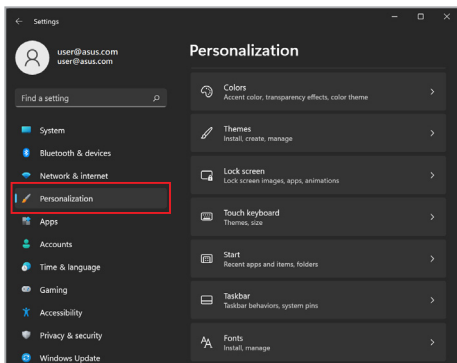 Settings
user@asus.com
user@asus.com
Find a setting
System
Bluetooth & devices
Network & internet
Personalization
Apps
Accounts
Time & language
Gaming
Accessibility
Privacy & security
Windows Update
Personalization
Colors
Accent color, transparency effects, color theme
Themes
Install, create, manage
Lock screen
Lock screen images, apps, animations
Touch keyboard
Themes, size
Start
Recent apps and items, folders
Taskbar
Taskbar behaviors, system pins
Fonts
Install, manage